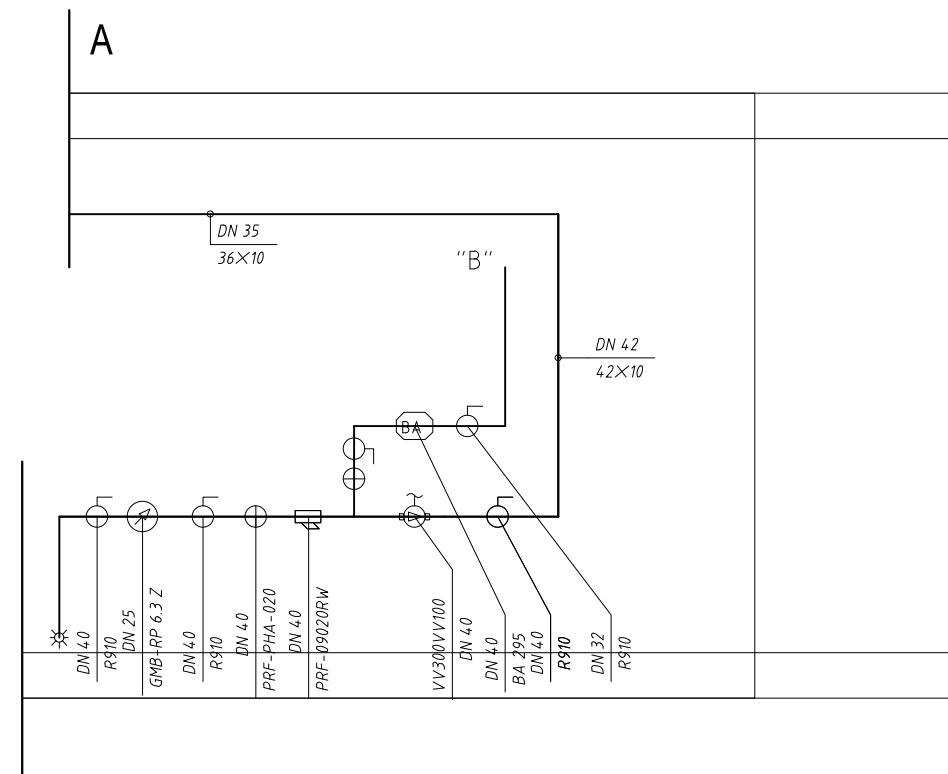 A
DN 35
36×10
"B"
DN 42
42×10
BA
DN 40
R910
DN 25
GMB-RP 6.3 Z
DN 40
R910
DN 40
PRF-PHA-020
DN 40
PRF-09020RW
VV300VV100
DN 40
DN 40
BA 295
DN 40
R910
DN 32
R910